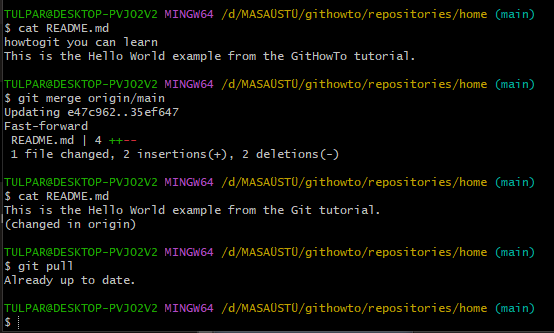 TULPAR@DESKTOP-PVJO2V2 MINGW64 /d/MASAÜSTÜ/githowto/repositories/home (main)
$ cat README.md
howtogit you can learn
This is the Hello World example from the GitHowTo tutorial.
TULPAR@DESKTOP-PVJO2V2 MINGW64 /d/MASAÜSTÜ/githowto/repositories/home (main)
$ git merge origin/main
Updating e47c962..35ef647
Fast-forward
 README.md | 4 ++--
 1 file changed, 2 insertions(+), 2 deletions(-)
TULPAR@DESKTOP-PVJO2V2 MINGW64 /d/MASAÜSTÜ/githowto/repositories/home (main)
$ cat README.md
This is the Hello World example from the Git tutorial.
(changed in origin)
TULPAR@DESKTOP-PVJO2V2 MINGW64 /d/MASAÜSTÜ/githowto/repositories/home (main)
$ git pull
Already up to date.
TULPAR@DESKTOP-PVJO2V2 MINGW64 /d/MASAÜSTÜ/githowto/repositories/home (main)
$